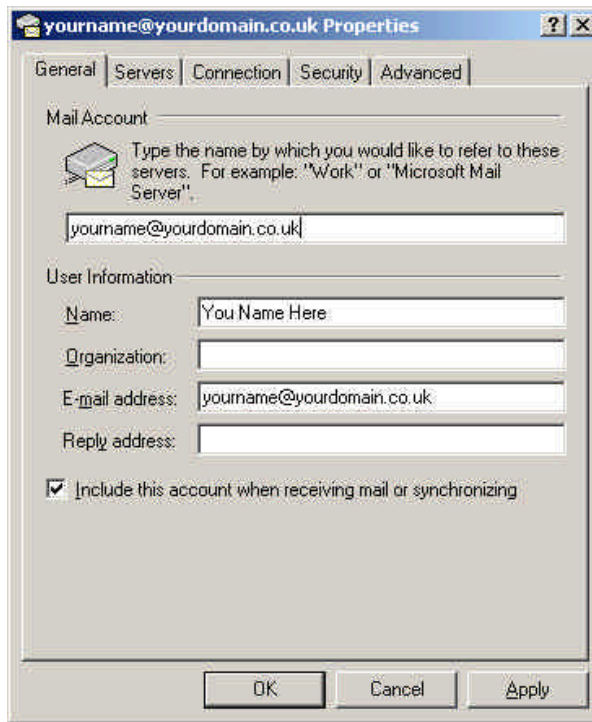 yourname@yourdomain.co.uk Properties
General Servers Connection Security Advanced
Mail Account
Type the name by which you would like to refer to these
servers. For example: "Work" or "Microsoft Mail
Server".
yourname@yourdomain.co.uk
User Information
Name: You Name Here
Organization:
E-mail address: yourname@yourdomain.co.uk
Reply address:
Include this account when receiving mail or synchronizing
OK Cancel Apply